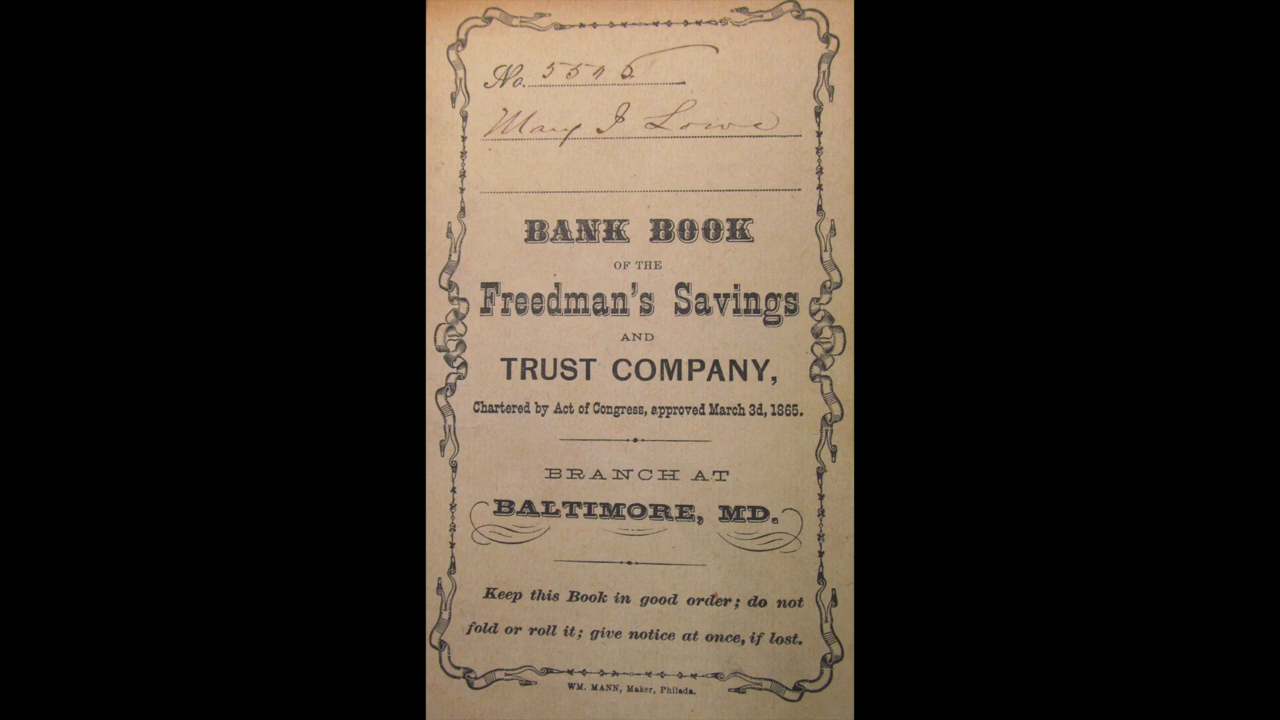 No. 5545
Mary J Lowe
BANK BOOK
OF THE
Freedman's Savings
AND
TRUST COMPANY,
Chartered by Act of Congress, approved March 3d, 1865.
BRANCH AT
BALTIMORE, MD.
Keep this Book in good order; do not
fold or roll it; give notice at once, if lost.
WM. MANN, Maker, Philada.